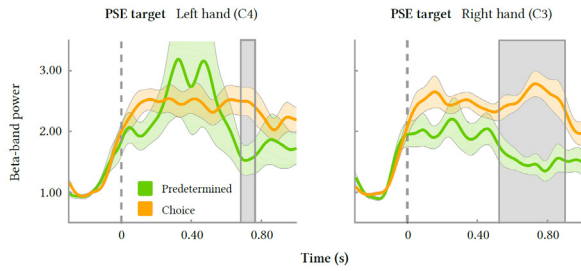 PSE target Left hand (C4)
PSE target Right hand (C3)
Beta-band power
3.00
2.00
1.00
Predetermined
Choice
0 0.40 0.80
0 0.40 0.80
Time (s)